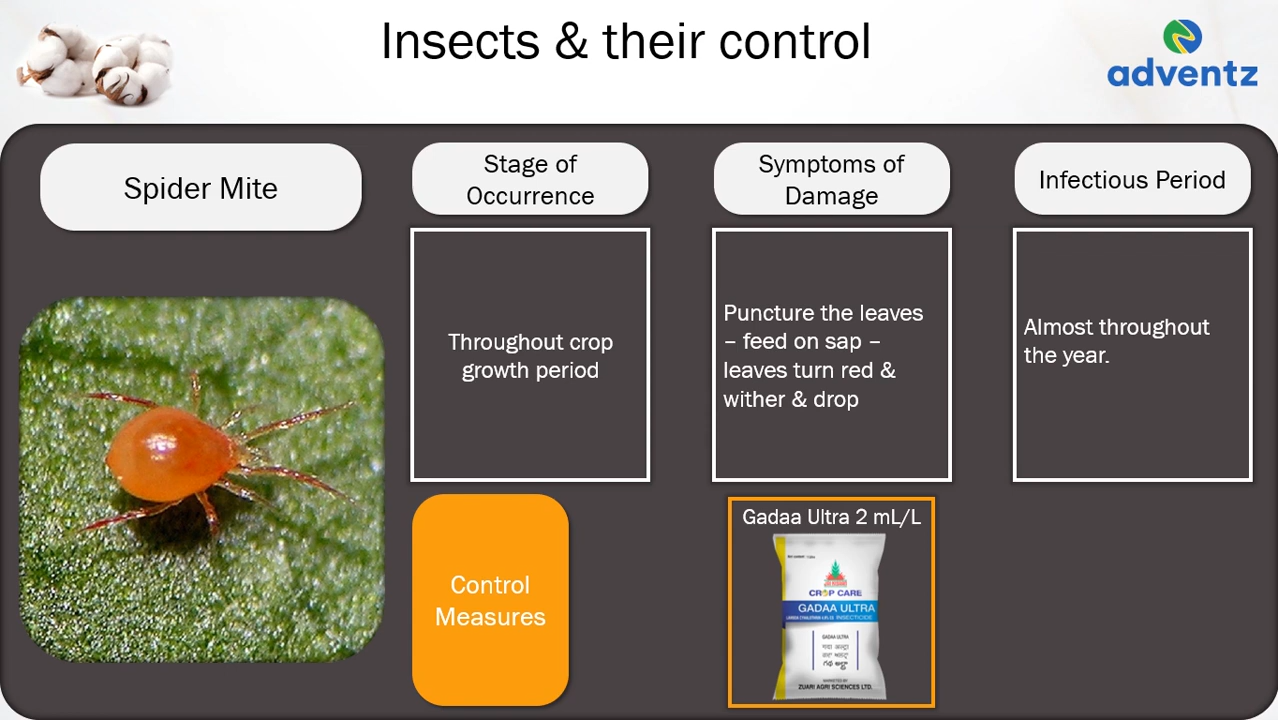 Insects & their control
adventz
Spider Mite
Stage of
Occurrence
Symptoms of
Damage
Infectious Period
Throughout crop
growth period
Puncture the leaves
– feed on sap –
leaves turn red &
wither & drop
Almost throughout
the year.
Control
Measures
Gadaa Ultra 2 mL/L
CROP CARE
GADAA ULTRA
INSECTICIDE
GADAA ULTRA
ZUARI AGRI SCIENCES LTD.